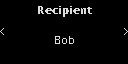 Recipient
< Bob >